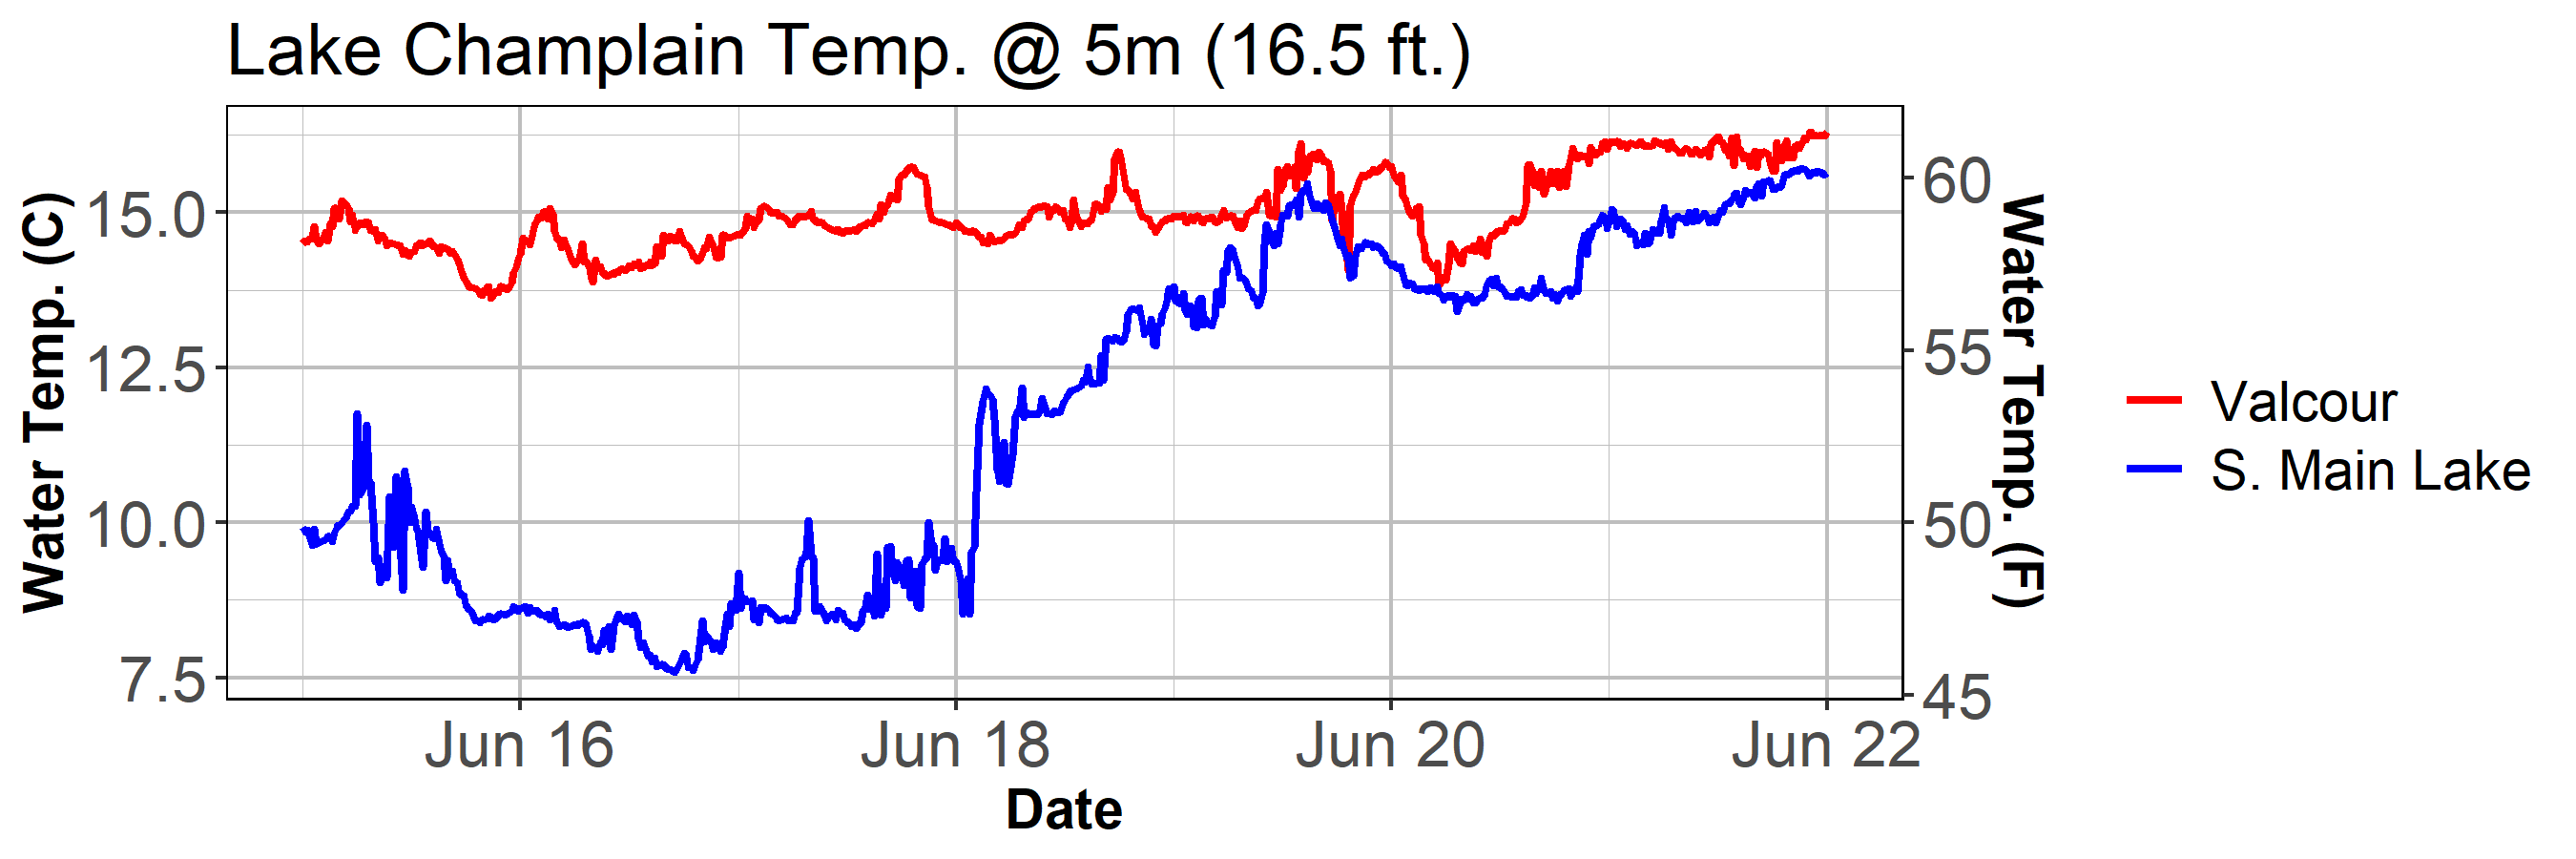 Lake Champlain Temp. @ 5m (16.5 ft.)
Water Temp. (C)
15.0
12.5
10.0
7.5
60
55
50
45
Water Temp. (F)
Jun 16 Jun 18 Jun 20 Jun 22
Date
Valcour
S. Main Lake